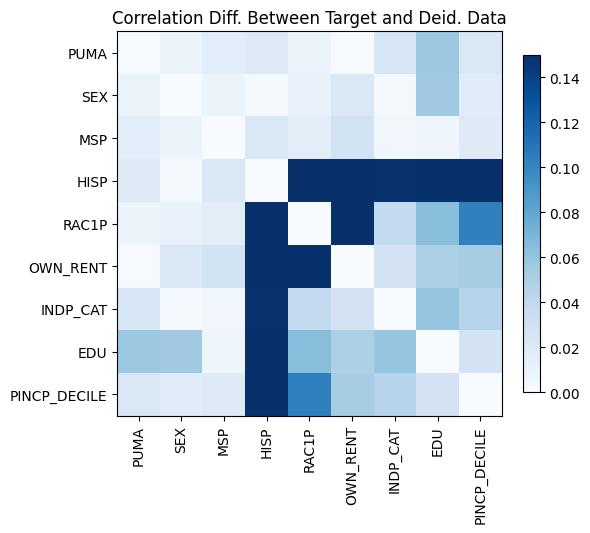 Correlation Diff. Between Target and Deid. Data
PUMA
SEX
MSP
HISP
RAC1P
OWN_RENT
INDP_CAT
EDU
PINCP_DECILE
PUMA
SEX
MSP
HISP
RAC1P
OWN_RENT
INDP_CAT
EDU
PINCP_DECILE
0.14
0.12
0.10
0.08
0.06
0.04
0.02
0.00